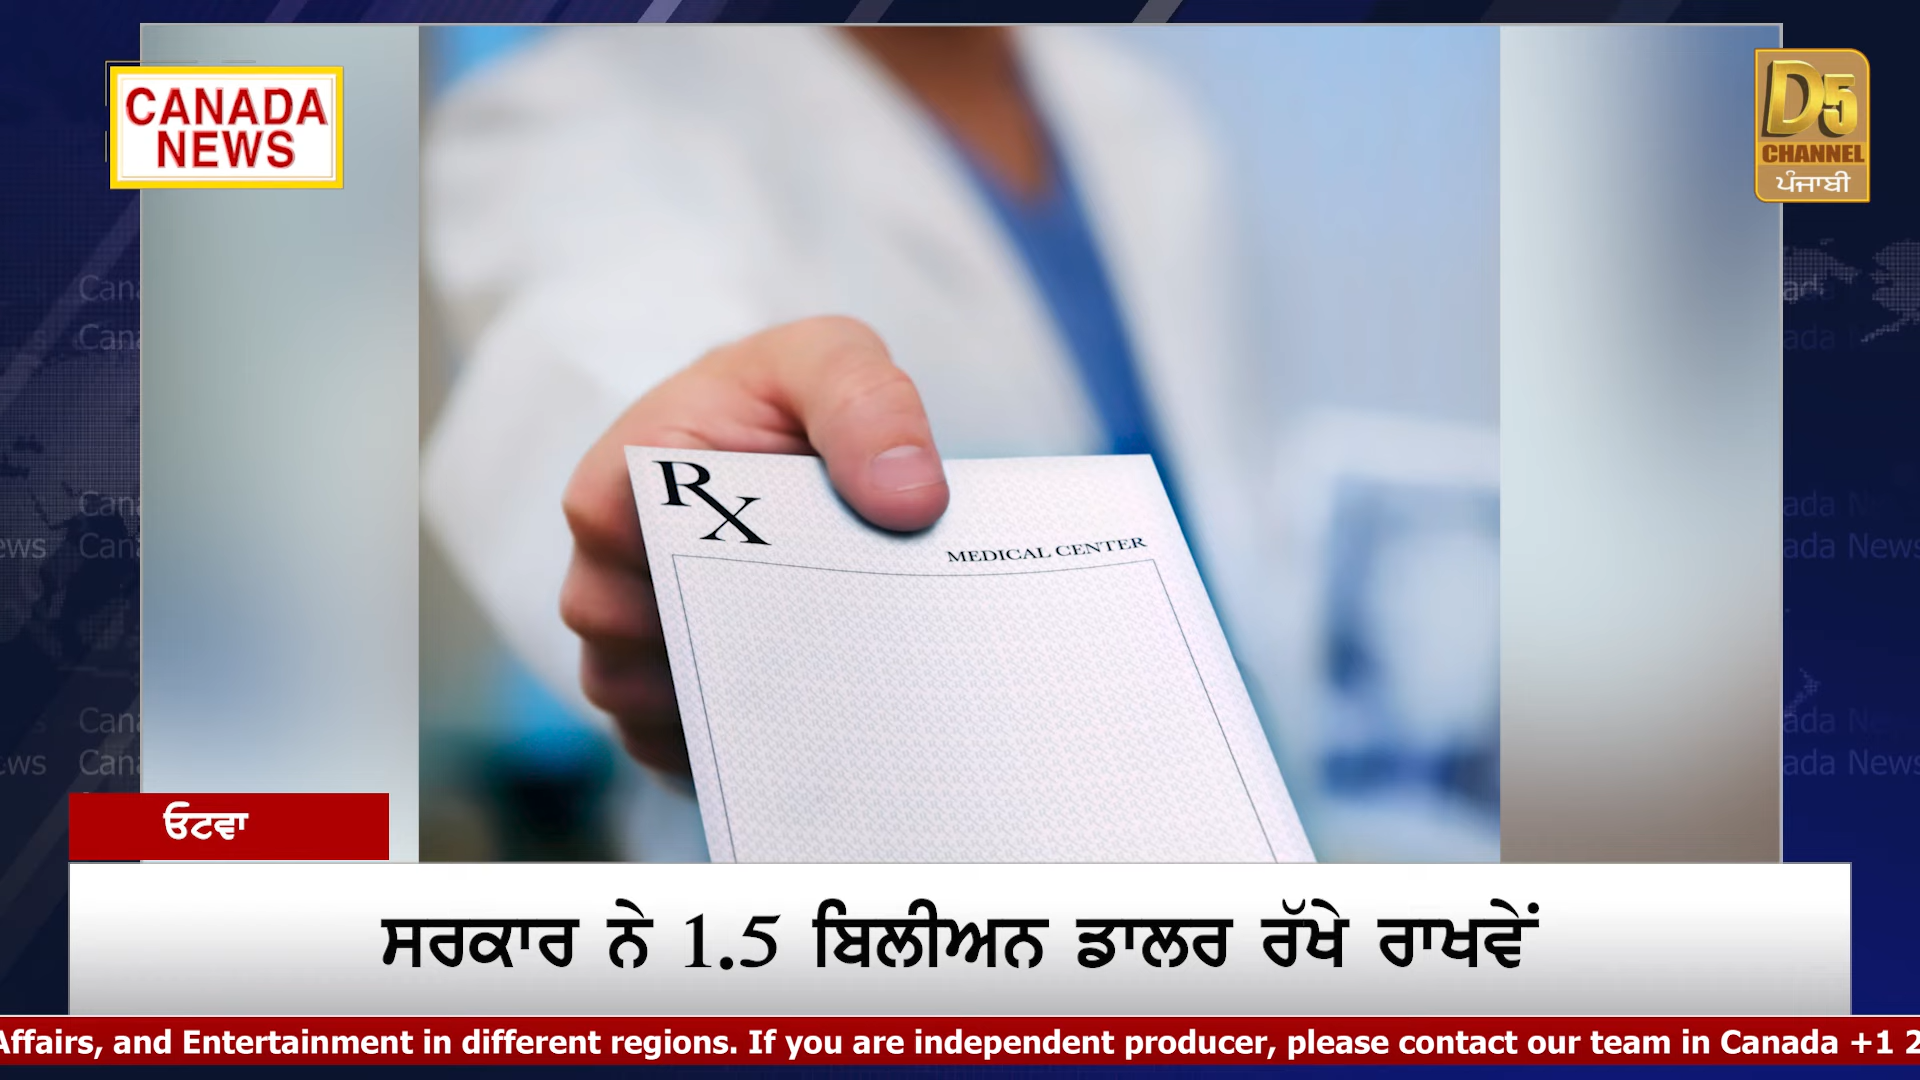 CANADA
NEWS
D5
CHANNEL
ਪੰਜਾਬੀ
RX
MEDICAL CENTER
ਓਟਵਾ
ਸਰਕਾਰ ਨੇ 1.5 ਬਿਲੀਅਨ ਡਾਲਰ ਰੱਖੇ ਰਾਖਵੇਂ
Affairs, and Entertainment in different regions. If you are independent producer, please contact our team in Canada +1 2